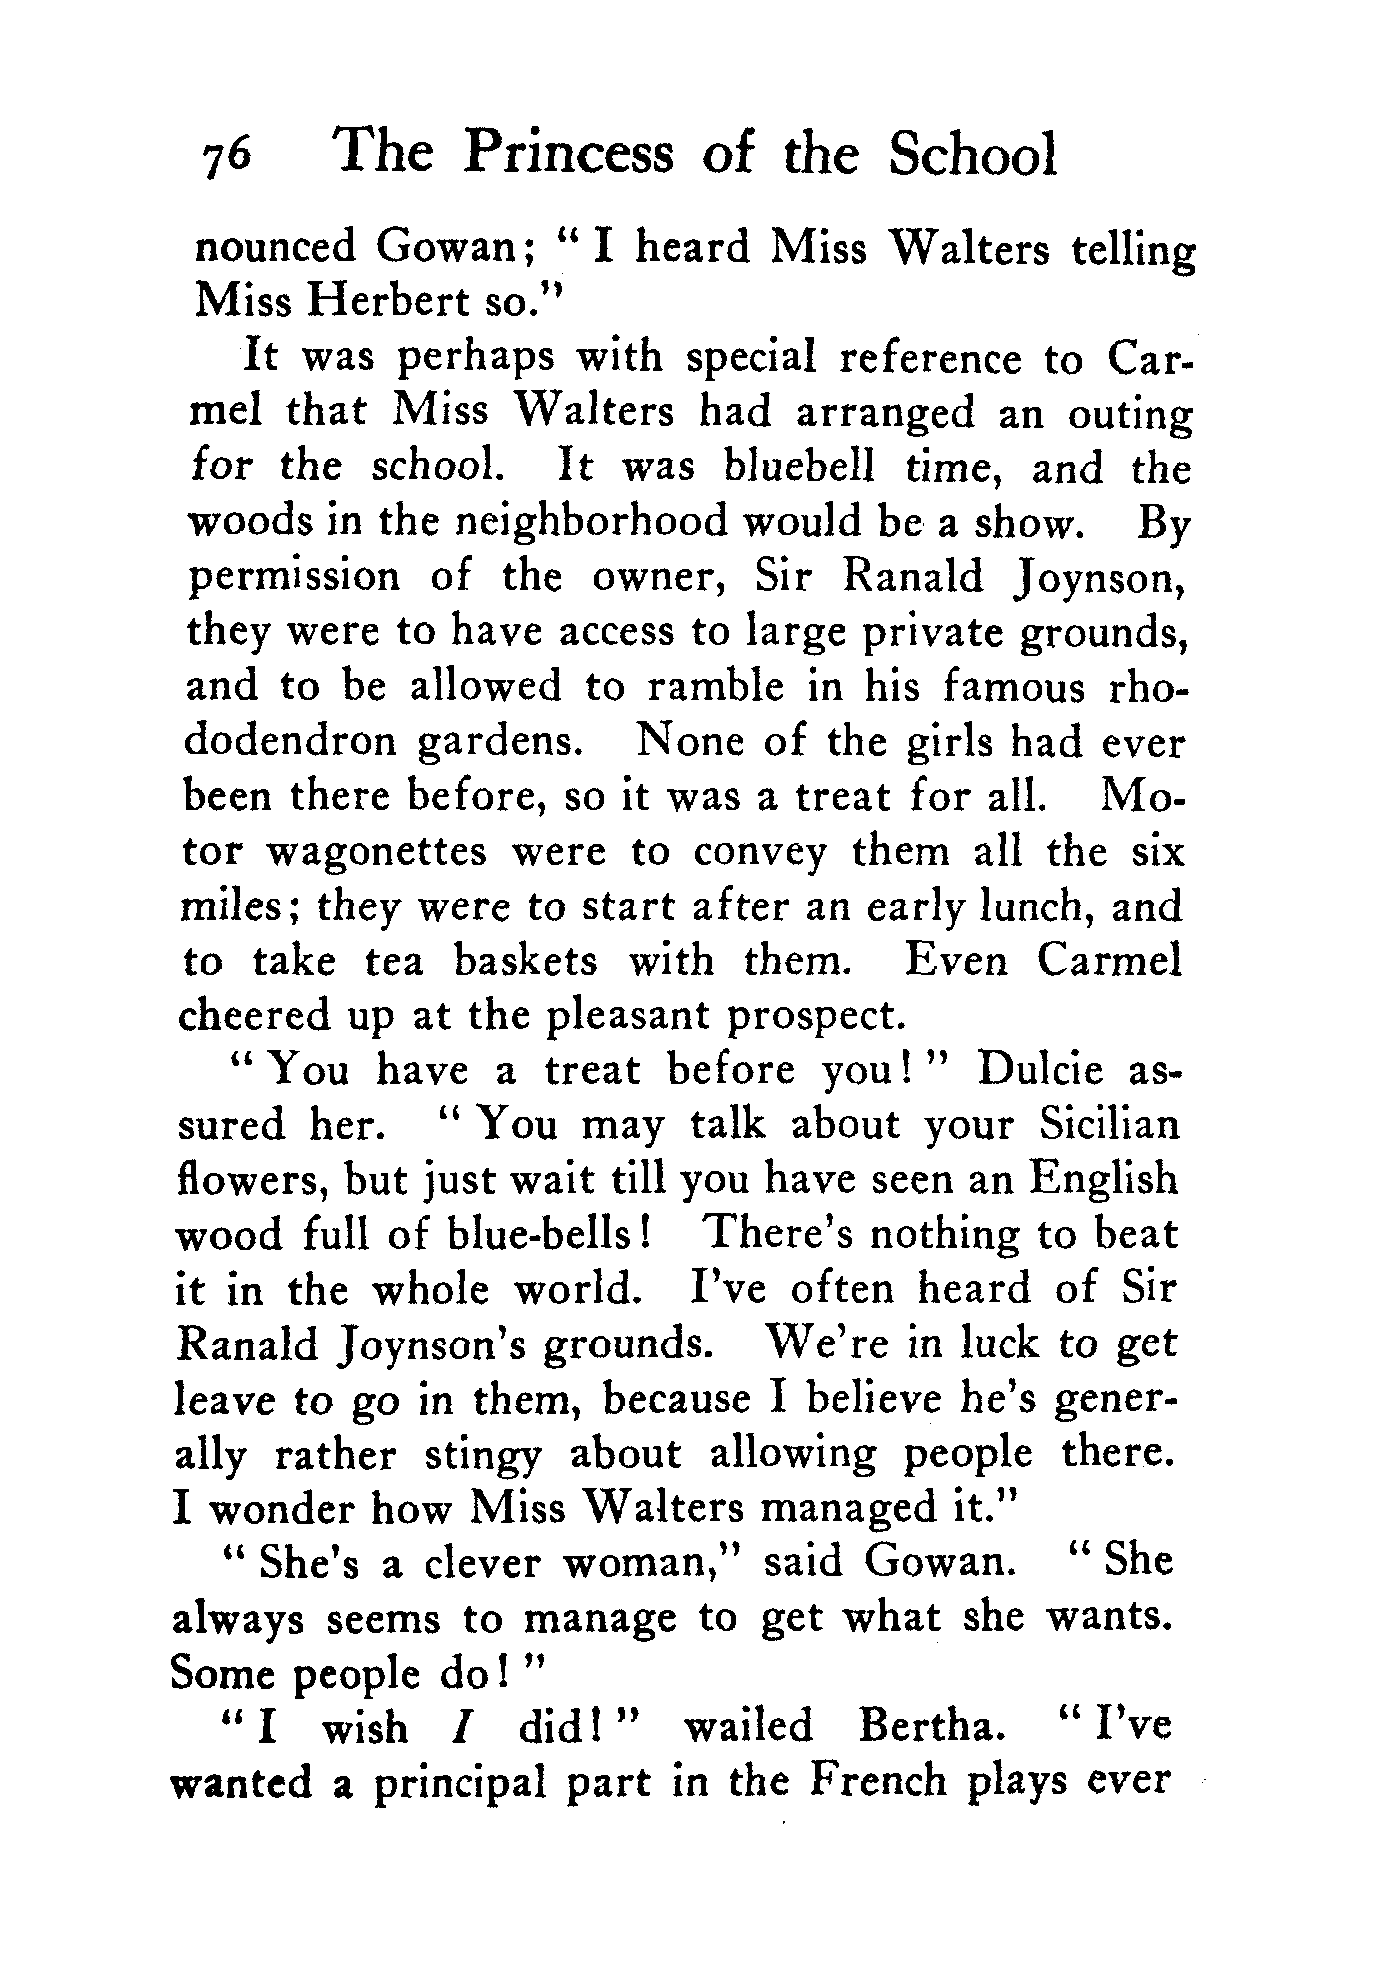 76 The Princess of the School
nounced Gowan; " I heard Miss Walters telling
Miss Herbert so."
It was perhaps with special reference to Car-
mel that Miss Walters had arranged an outing
for the school. It was bluebell time, and the
woods in the neighborhood would be a show. By
permission of the owner, Sir Ranald Joynson,
they were to have access to large private grounds,
and to be allowed to ramble in his famous rho-
dodendron gardens. None of the girls had ever
been there before, so it was a treat for all. Mo-
tor wagonettes were to convey them all the six
miles; they were to start after an early lunch, and
to take tea baskets with them. Even Carmel
cheered up at the pleasant prospect.
" You have a treat before you! " Dulcie as-
sured her. " You may talk about your Sicilian
flowers, but just wait till you have seen an English
wood full of blue-bells! There's nothing to beat
it in the whole world. I've often heard of Sir
Ranald Joynson's grounds. We're in luck to get
leave to go in them, because I believe he's gener-
ally rather stingy about allowing people there.
I wonder how Miss Walters managed it."
" She's a clever woman," said Gowan. " She
always seems to manage to get what she wants.
Some people do! "
" I wish I did! " wailed Bertha. " I've
wanted a principal part in the French plays ever